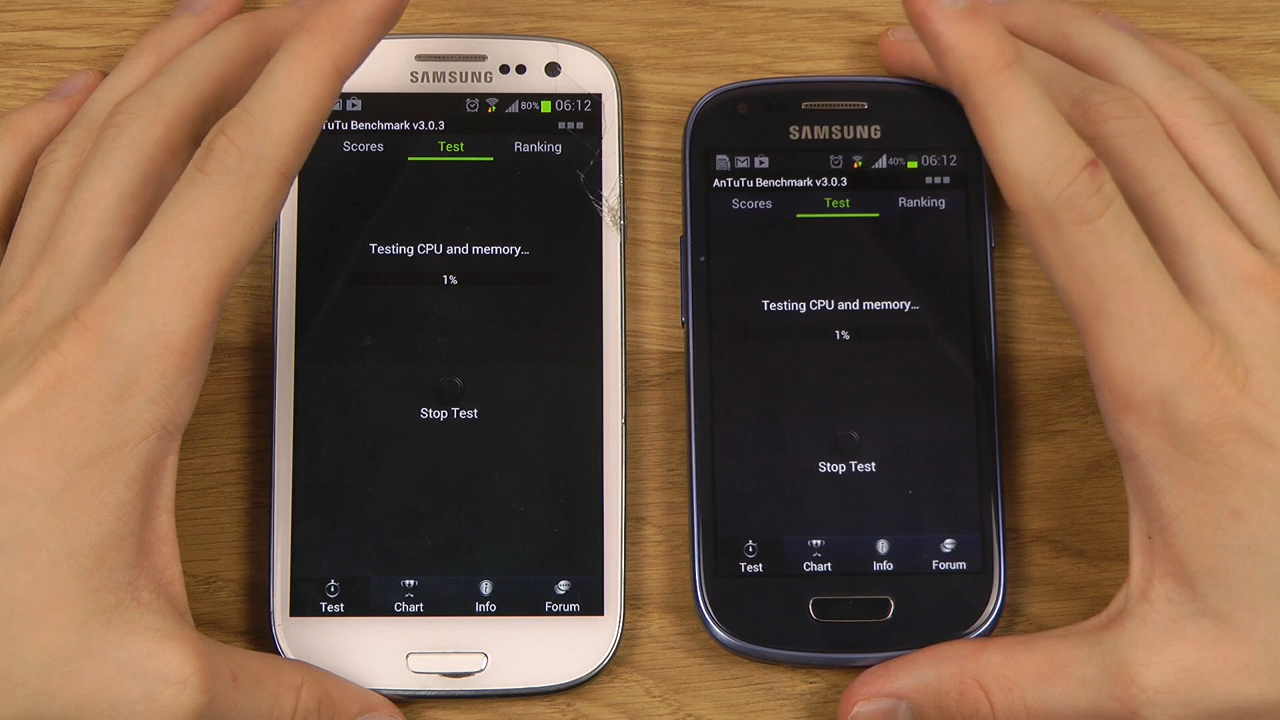 SAMSUNG
80% 06:12
TuTu Benchmark v3.0.3
Scores Test Ranking
Testing CPU and memory...
1%
Stop Test
Test Chart Info Forum
SAMSUNG
40% 06:12
AnTuTu Benchmark v3.0.3
Scores Test Ranking
Testing CPU and memory...
1%
Stop Test
Test Chart Info Forum